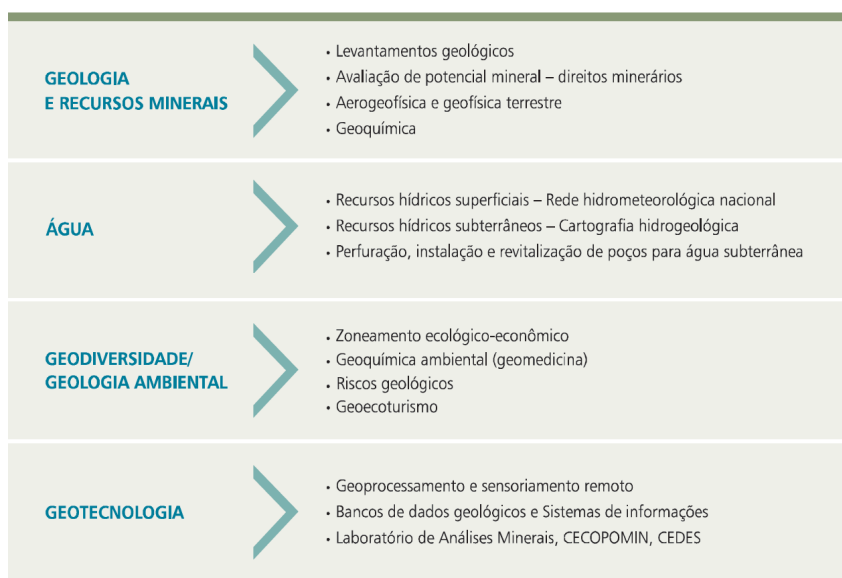 GEOLOGIA
E RECURSOS MINERAIS
• Levantamentos geológicos
• Avaliação de potencial mineral – direitos minerários
• Aerogeofísica e geofísica terrestre
• Geoquímica
ÁGUA
• Recursos hídricos superficiais – Rede hidrometeorológica nacional
• Recursos hídricos subterrâneos – Cartografia hidrogeológica
• Perfuração, instalação e revitalização de poços para água subterrânea
GEODIVERSIDADE/
GEOLOGIA AMBIENTAL
• Zoneamento ecológico-econômico
• Geoquímica ambiental (geomedicina)
• Riscos geológicos
• Geoecoturismo
GEOTECNOLOGIA
• Geoprocessamento e sensoriamento remoto
• Bancos de dados geológicos e Sistemas de informações
• Laboratório de Análises Minerais, CECOPOMIN, CEDES